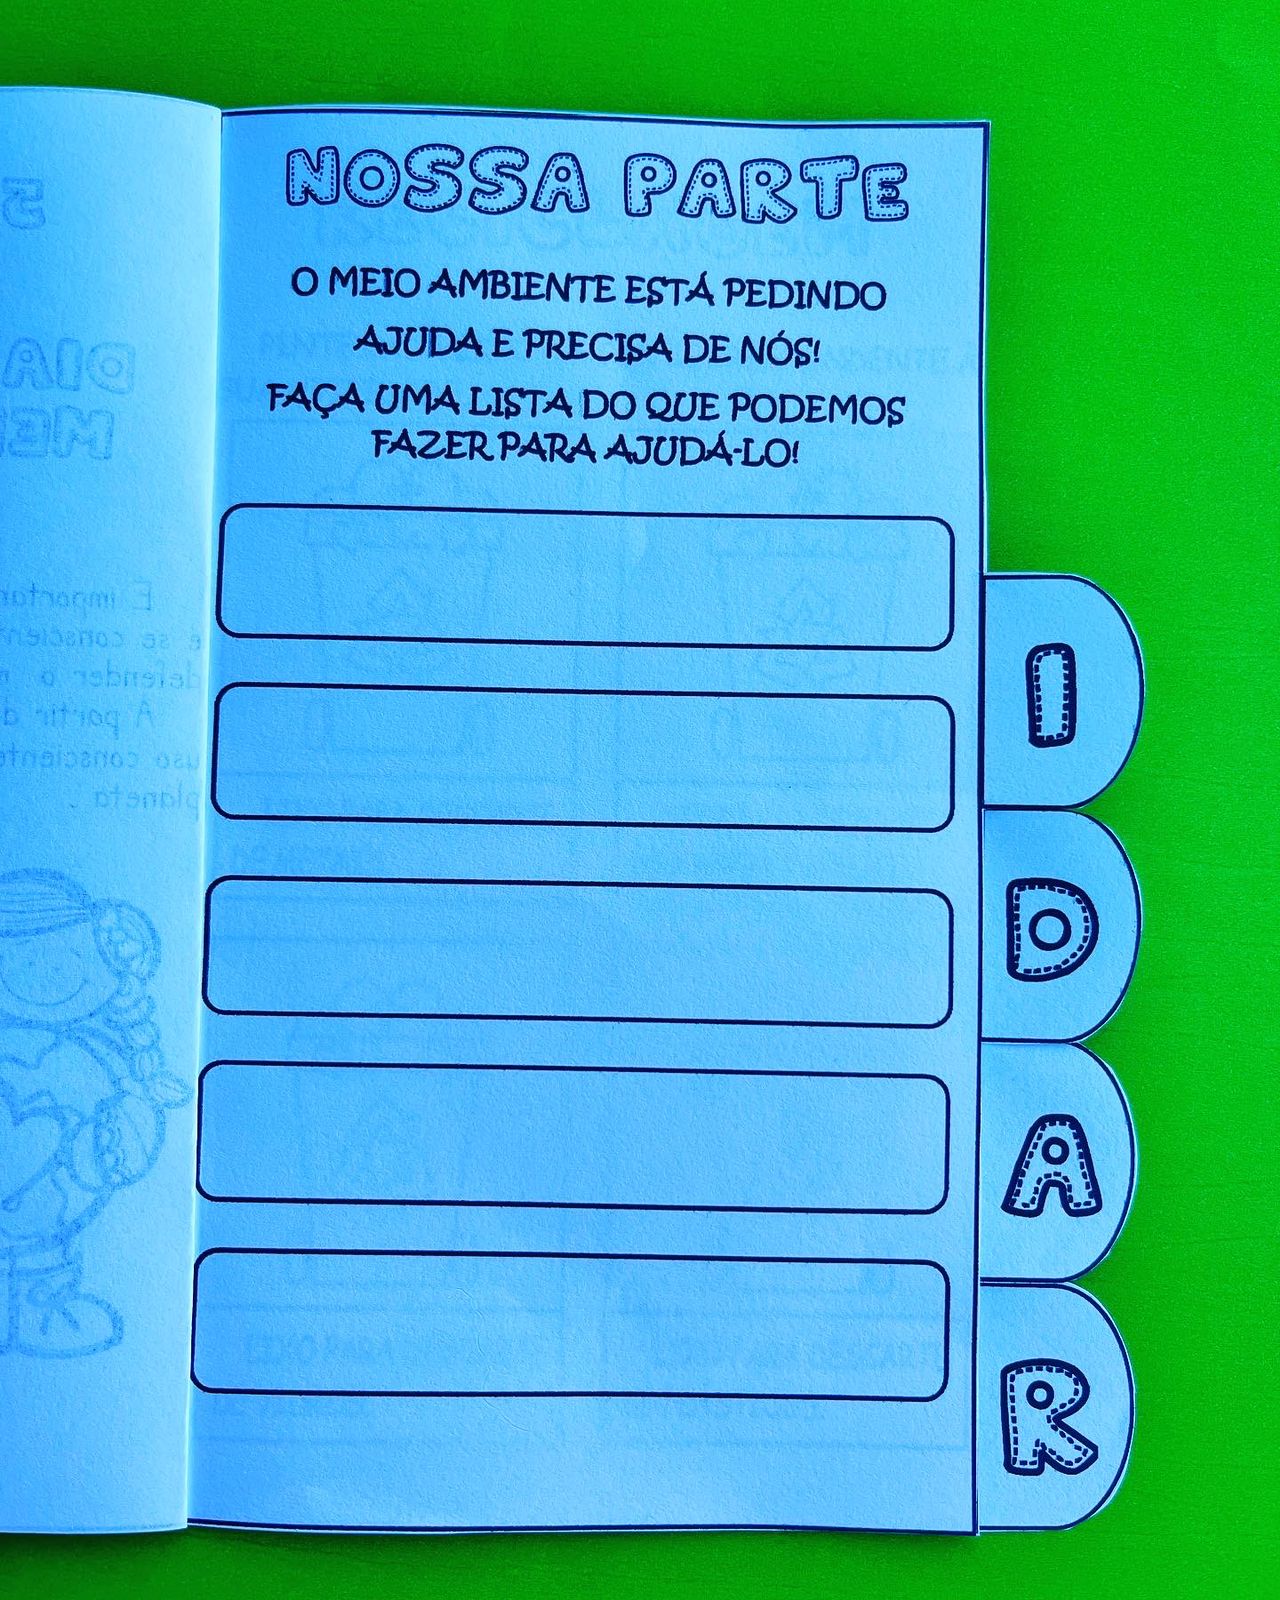 NOSSA PARTE
O MEIO AMBIENTE ESTÁ PEDINDO
AJUDA E PRECISA DE NÓS!
FAÇA UMA LISTA DO QUE PODEMOS
FAZER PARA AJUDÁ-LO!
I
D
A
R